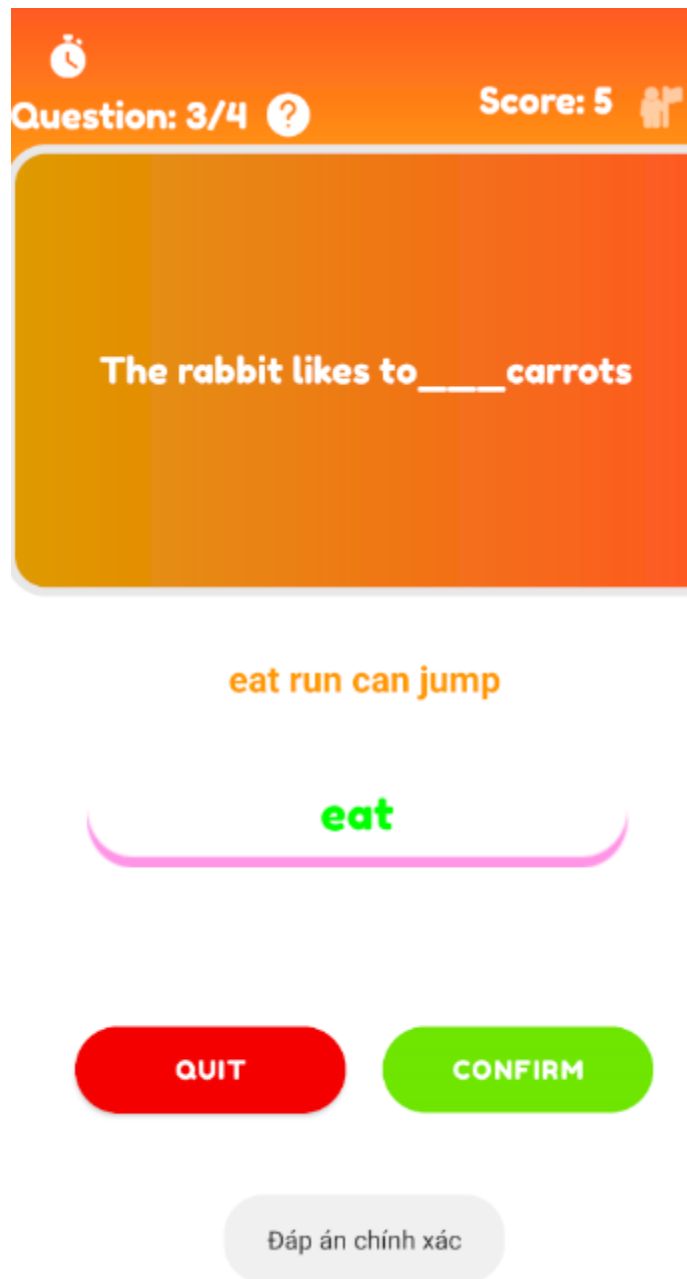 Question: 3/4 ?
Score: 5
The rabbit likes to___carrots
eat run can jump
eat
QUIT
CONFIRM
Đáp án chính xác